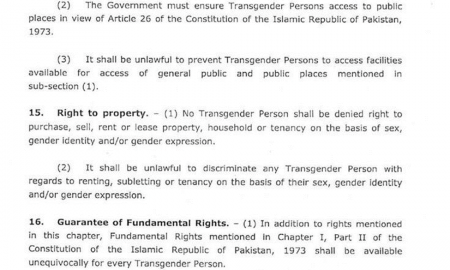 (2) The Government must ensure Transgender Persons access to public
places in view of Article 26 of the Constitution of the Islamic Republic of Pakistan,
1973.
(3) It shall be unlawful to prevent Transgender Persons to access facilities
available for access of general public and public places mentioned in
sub-section (1).
15. Right to property. – (1) No Transgender Person shall be denied right to
purchase, sell, rent or lease property, household or tenancy on the basis of sex,
gender identity and/or gender expression.
(2) It shall be unlawful to discriminate any Transgender Person with
regards to renting, subletting or tenancy on the basis of their sex, gender identity
and/or gender expression.
16. Guarantee of Fundamental Rights. – (1) In addition to rights mentioned
in this chapter, Fundamental Rights mentioned in Chapter I, Part II of the
Constitution of the Islamic Republic of Pakistan, 1973 shall be available
unequivocally for every Transgender Person.